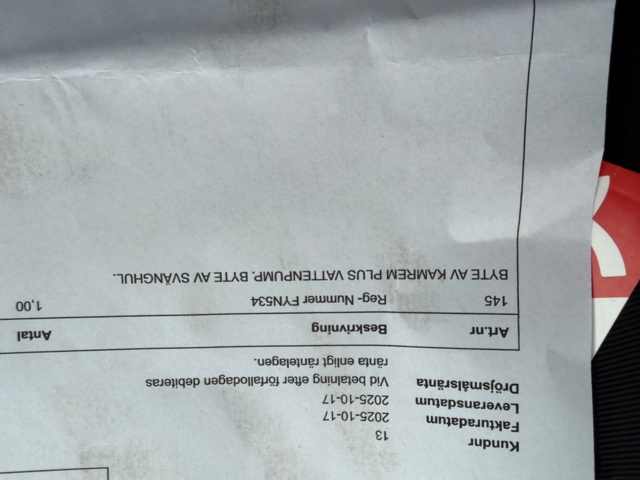 Kundnr 13
Fakturadatum 2025-10-17
Leveransdatum 2025-10-17
Dröjsmålsränta Vid betalning efter förfallodagen debiteras
ränta enligt räntelagen.
Art.nr Beskrivning Antal
145 Reg- Nummer FYN534 1,00
BYTE AV KAMREM PLUS VATTENPUMP. BYTE AV SVÄNGHUL.